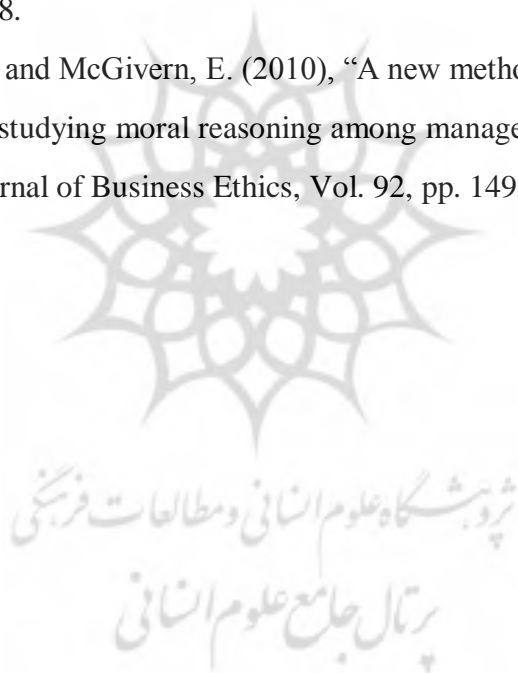 8.
and McGivern, E. (2010), “A new metho
studying moral reasoning among manage
rnal of Business Ethics, Vol. 92, pp. 149
پژوهشگاه علوم انسانی و مطالعات فرهنگی
پرتال جامع علوم انسانی